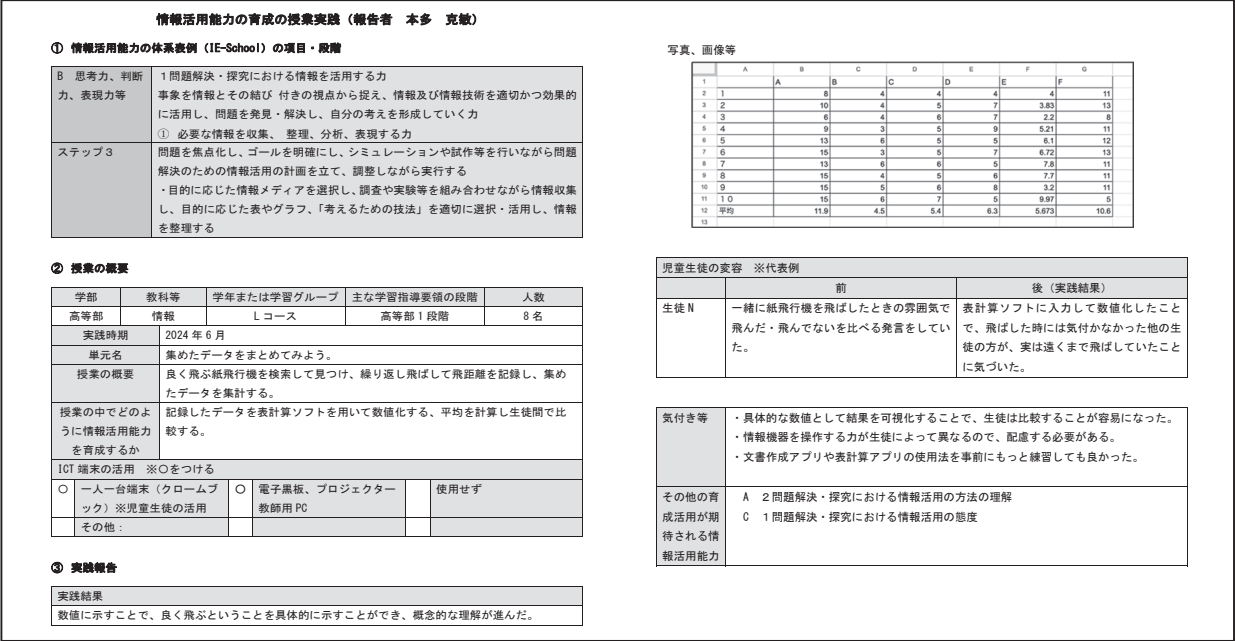 情報活用能力の育成の授業実践（報告者　本多　克敏）
① 情報活用能力の体系表例（IE-School）の項目・段階
B　思考力、判断力、表現力等
１問題解決・探究における情報を活用する力
事象を情報とその結び 付きの視点から捉え、情報及び情報技術を適切かつ効果的
に活用し、問題を発見・解決し、自分の考えを形成していく力
① 必要な情報を収集、 整理、分析、表現する力
ステップ３
問題を焦点化し、ゴールを明確にし、シミュレーションや試作等を行いながら問題
解決のための情報活用の計画を立て、調整しながら実行する
・目的に応じた情報メディアを選択し、調査や実験等を組み合わせながら情報収集
し、目的に応じた表やグラフ、「考えるための技法」を適切に選択・活用し、情報
を整理する
② 授業の概要
学部 教科等 学年または学習グループ 主な学習指導要領の段階 人数
高等部 情報 Lコース 高等部１段階 8名
実践時期 2024年6月
単元名 集めたデータをまとめてみよう。
授業の概要 良く飛ぶ紙飛行機を検索して見つけ、繰り返し飛ばして飛距離を記録し、集め
たデータを集計する。
授業の中でどのよ
うに情報活用能力
を育成するか
記録したデータを表計算ソフトを用いて数値化する、平均を計算し生徒間で比
較する。
ICT端末の活用　※〇をつける
〇 一人一台端末（クロームブ
ック）※児童生徒の活用
〇 電子黒板、プロジェクター
教師用PC
使用せず
その他：
③ 実践報告
実践結果
数値に示すことで、良く飛ぶということを具体的に示すことができ、概念的な理解が進んだ。
写真、画像等
A B C D E F G
1 A B C D E F
2 1 8 4 4 4 4 11
3 2 10 4 5 7 3.83 13
4 3 6 4 6 7 2.2 8
5 4 9 3 5 9 5.21 11
6 5 13 6 5 5 6.1 12
7 6 15 3 5 7 6.72 13
8 7 13 6 6 5 7.8 11
9 8 15 4 5 6 7.7 11
10 9 15 5 6 8 3.2 11
11 10 15 6 7 5 9.97 5
12 平均 11.9 4.5 5.4 6.3 5.673 10.6
13
児童生徒の変容　※代表例
前 後（実践結果）
生徒N
一緒に紙飛行機を飛ばしたときの雰囲気で
飛んだ・飛んでないを比べる発言をしてい
た。
表計算ソフトに入力して数値化したこと
で、飛ばした時には気付かなかった他の生
徒の方が、実は遠くまで飛ばしていたこと
に気づいた。
気付き等
・具体的な数値として結果を可視化することで、生徒は比較することが容易になった。
・情報機器を操作する力が生徒によって異なるので、配慮する必要がある。
・文書作成アプリや表計算アプリの使用法を事前にもっと練習しても良かった。
その他の育
成活用が期
待される情
報活用能力
A　２問題解決・探究における情報活用の方法の理解
C　１問題解決・探究における情報活用の態度